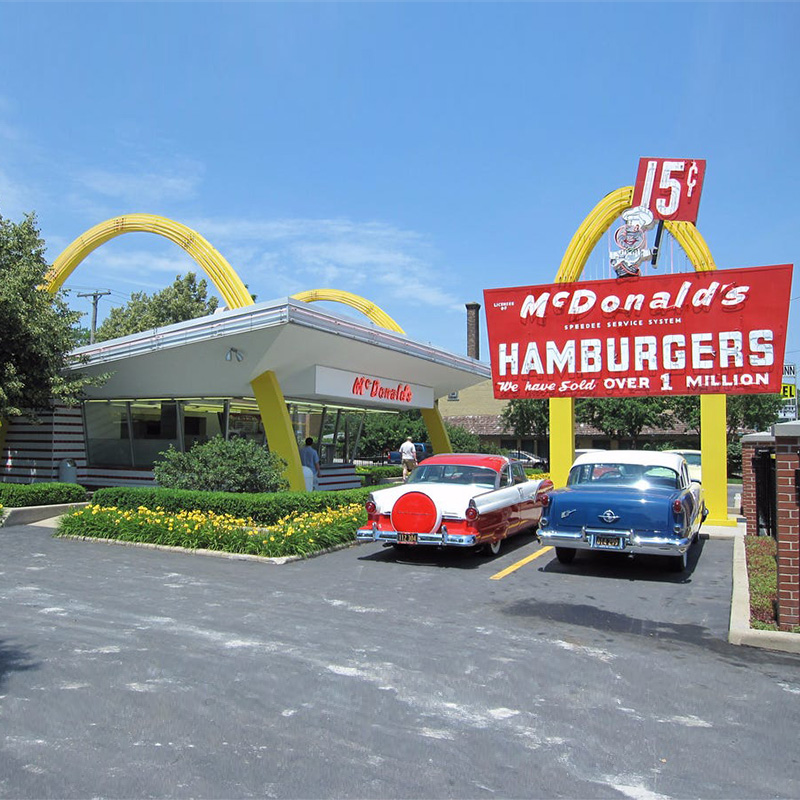 15¢
LICENSEE OF
McDonald's
SPEEDEE SERVICE SYSTEM
HAMBURGERS
We have Sold OVER 1 MILLION
McDonald's